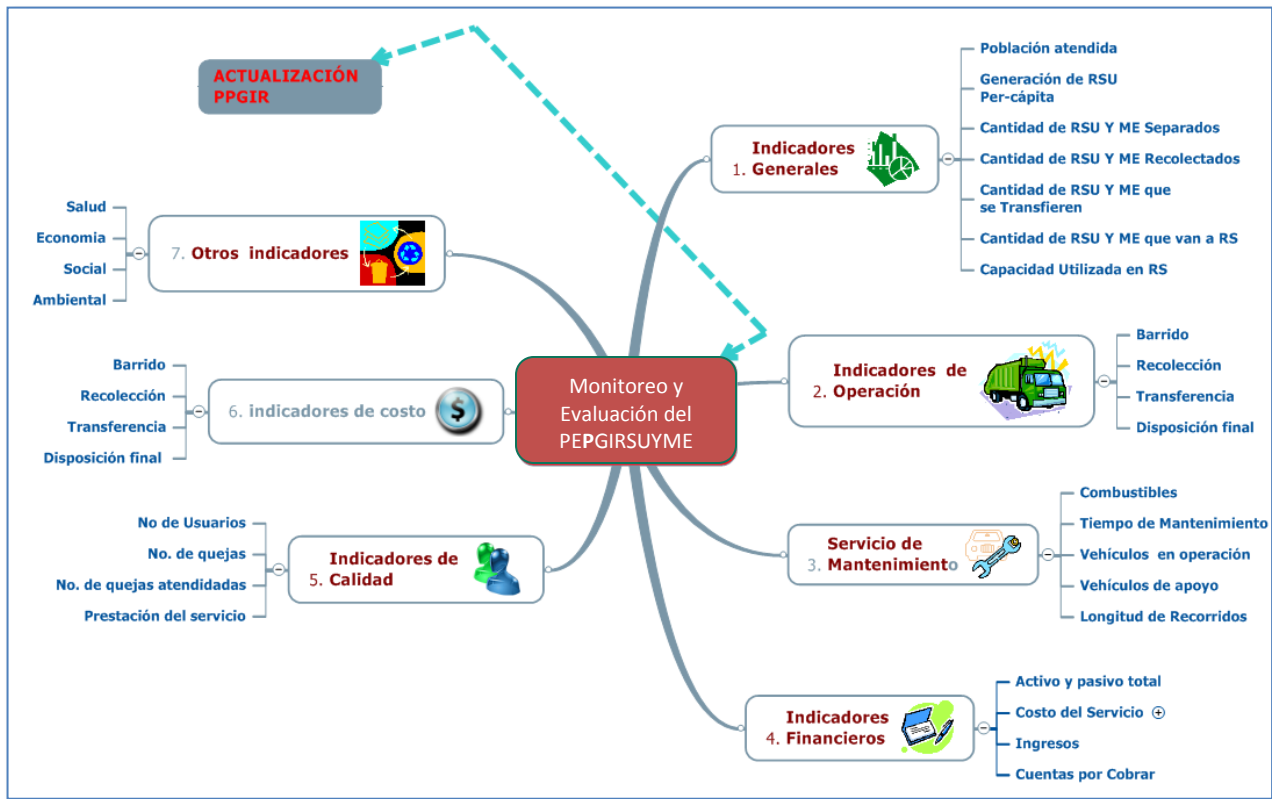 ACTUALIZACIÓN
PPGIR
Monitoreo y
Evaluación del
PEPGIRSUYME
Indicadores
1. Generales
Población atendida
Generación de RSU
Per-cápita
Cantidad de RSU Y ME Separados
Cantidad de RSU Y ME Recolectados
Cantidad de RSU Y ME que
se Transfieren
Cantidad de RSU Y ME que van a RS
Capacidad Utilizada en RS
Indicadores de
2. Operación
Barrido
Recolección
Transferencia
Disposición final
Servicio de
3. Mantenimiento
Combustibles
Tiempo de Mantenimiento
Vehículos en operación
Vehículos de apoyo
Longitud de Recorridos
Indicadores
4. Financieros
Activo y pasivo total
Costo del Servicio
Ingresos
Cuentas por Cobrar
Indicadores de
5. Calidad
No de Usuarios
No. de quejas
No. de quejas atendidadas
Prestación del servicio
6. indicadores de costo
$
Barrido
Recolección
Transferencia
Disposición final
7. Otros indicadores
Salud
Economia
Social
Ambiental